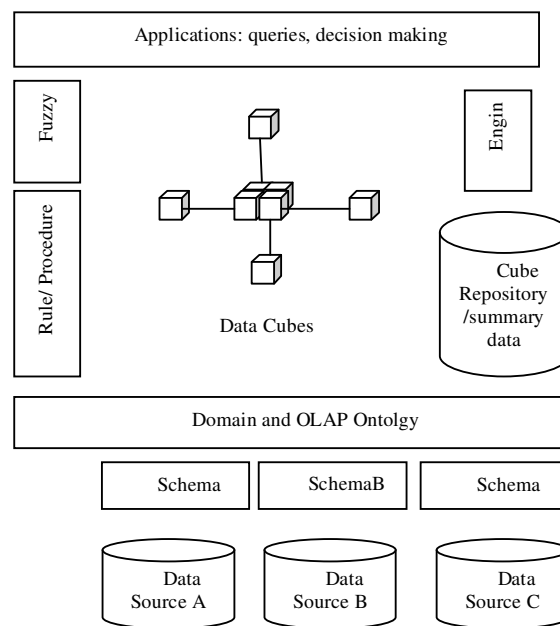 Applications: queries, decision making
Fuzzy
Engin
Rule/ Procedure
Cube
Repository
/summary
data
Data Cubes
Domain and OLAP Ontolgy
Schema
SchemaB
Schema
Data
Source A
Data
Source B
Data
Source C